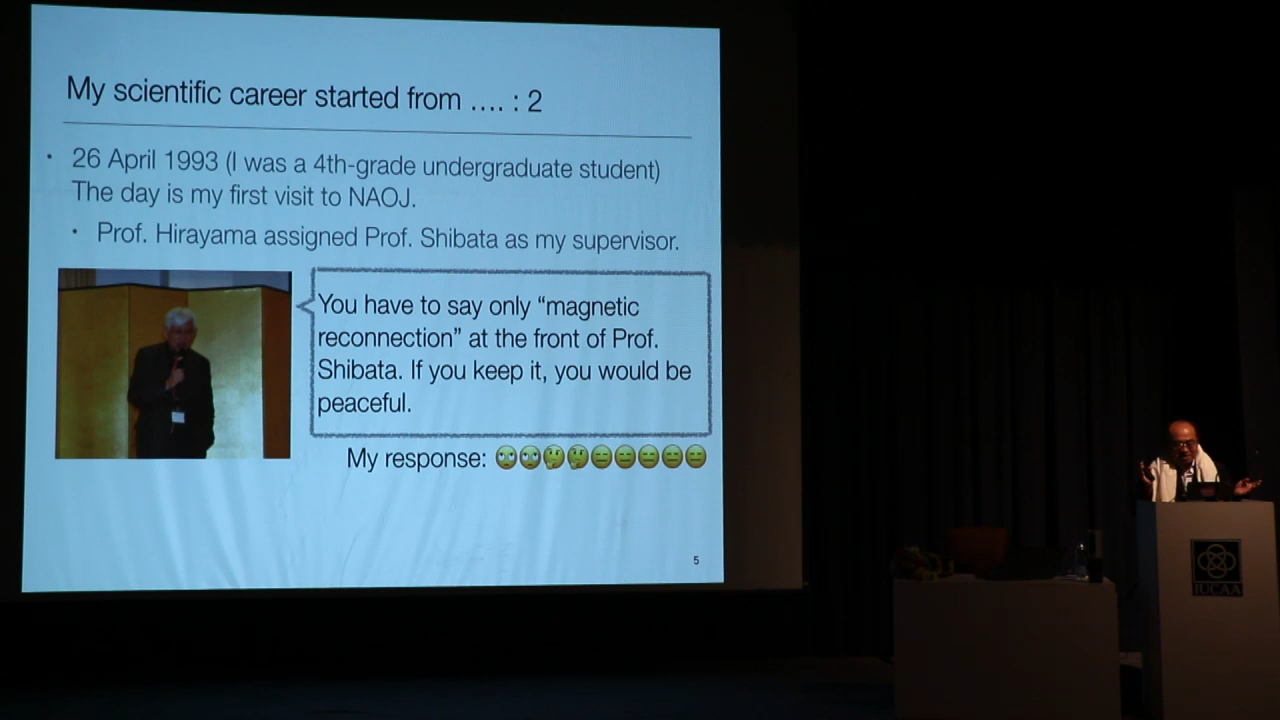 My scientific career started from .... : 2
• 26 April 1993 (I was a 4th-grade undergraduate student)
The day is my first visit to NAOJ.
• Prof. Hirayama assigned Prof. Shibata as my supervisor.
You have to say only “magnetic
reconnection” at the front of Prof.
Shibata. If you keep it, you would be
peaceful.
My response: 🙄🙄🤔🤔😑😑😑😑😑
5
IUCAA